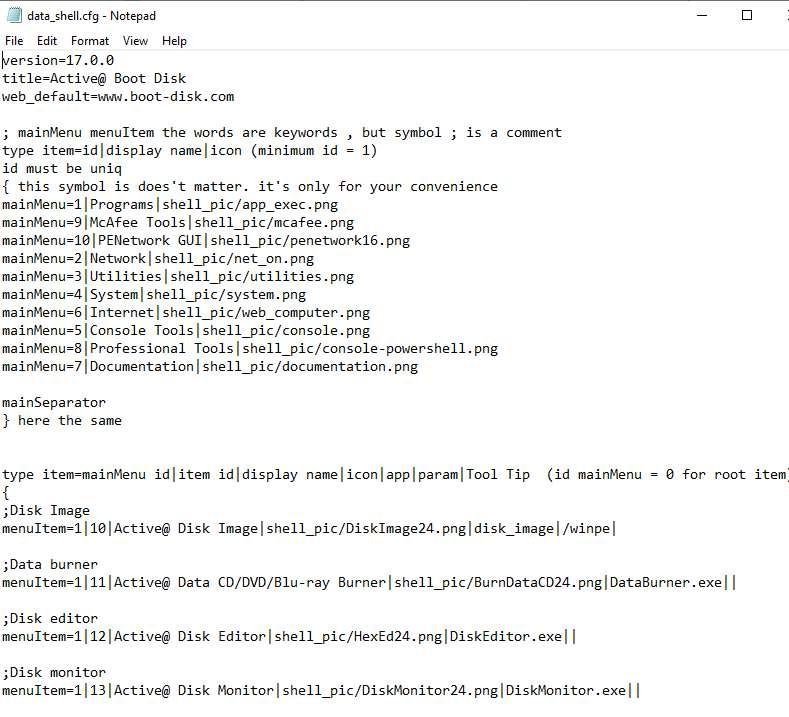 data_shell.cfg - Notepad
File Edit Format View Help
version=17.0.0
title=Active@ Boot Disk
web_default=www.boot-disk.com
; mainMenu menuItem the words are keywords , but symbol ; is a comment
type item=id|display name|icon (minimum id = 1)
id must be uniq
{ this symbol is does't matter. it's only for your convenience
mainMenu=1|Programs|shell_pic/app_exec.png
mainMenu=9|McAfee Tools|shell_pic/mcafee.png
mainMenu=10|PENetwork GUI|shell_pic/penetwork16.png
mainMenu=2|Network|shell_pic/net_on.png
mainMenu=3|Utilities|shell_pic/utilities.png
mainMenu=4|System|shell_pic/system.png
mainMenu=6|Internet|shell_pic/web_computer.png
mainMenu=5|Console Tools|shell_pic/console.png
mainMenu=8|Professional Tools|shell_pic/console-powershell.png
mainMenu=7|Documentation|shell_pic/documentation.png
mainSeparator
} here the same
type item=mainMenu id|item id|display name|icon|app|param|Tool Tip  (id mainMenu = 0 for root item)
{
;Disk Image
menuItem=1|10|Active@ Disk Image|shell_pic/DiskImage24.png|disk_image|/winpe|
;Data burner
menuItem=1|11|Active@ Data CD/DVD/Blu-ray Burner|shell_pic/BurnDataCD24.png|DataBurner.exe||
;Disk editor
menuItem=1|12|Active@ Disk Editor|shell_pic/HexEd24.png|DiskEditor.exe||
;Disk monitor
menuItem=1|13|Active@ Disk Monitor|shell_pic/DiskMonitor24.png|DiskMonitor.exe||